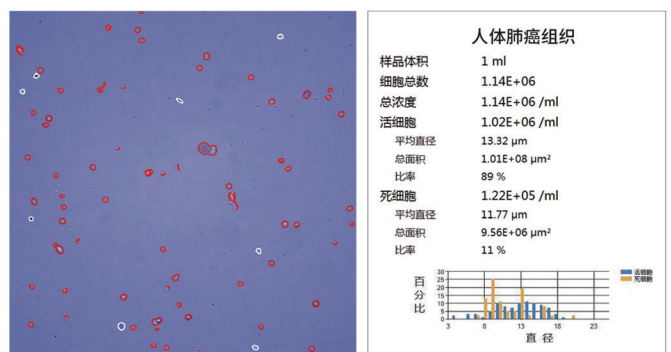 人体肺癌组织
样品体积 1 ml
细胞总数 1.14E+06
总浓度 1.14E+06 /ml
活细胞 1.02E+06 /ml
平均直径 13.32 μm
总面积 1.01E+08 μm²
比率 89 %
死细胞 1.22E+05 /ml
平均直径 11.77 μm
总面积 9.56E+06 μm²
比率 11 %
百分比
30
25
20
15
10
5
0
3 8 13 18 23
直 径
活细胞
死细胞